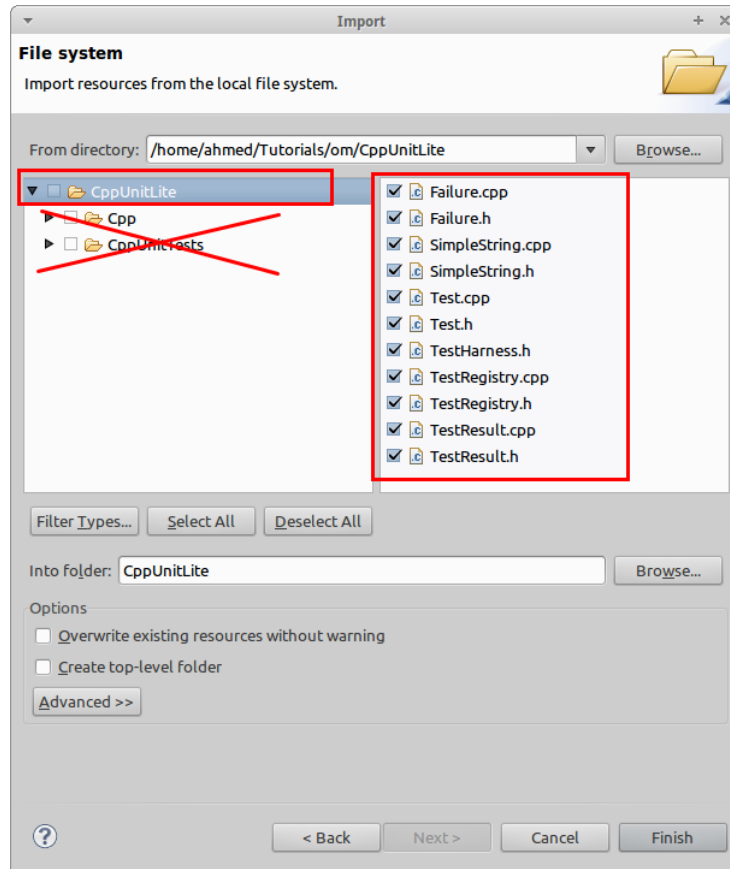 Import
File system
Import resources from the local file system.
From directory: /home/ahmed/Tutorials/om/CppUnitLite Browse...
CppUnitLite
Cpp
CppUnitTests
Failure.cpp
Failure.h
SimpleString.cpp
SimpleString.h
Test.cpp
Test.h
TestHarness.h
TestRegistry.cpp
TestRegistry.h
TestResult.cpp
TestResult.h
Filter Types... Select All Deselect All
Into folder: CppUnitLite Browse...
Options
Overwrite existing resources without warning
Create top-level folder
Advanced >>
< Back Next > Cancel Finish